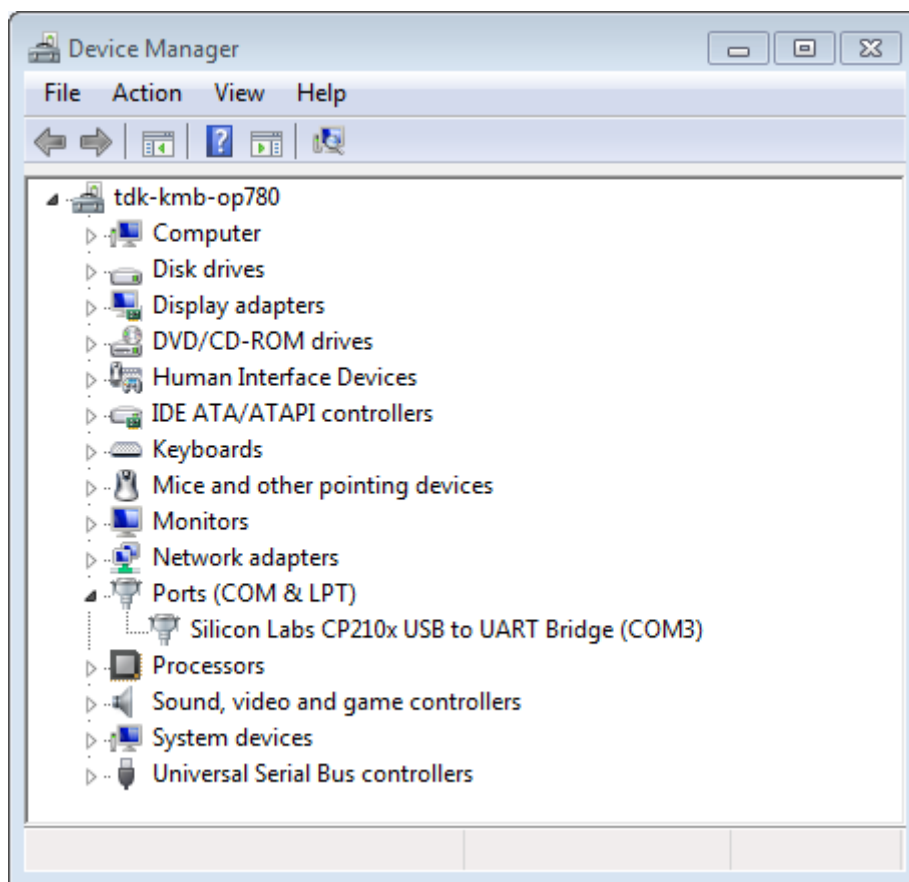 Device Manager
File Action View Help
tdk-kmb-op780
Computer
Disk drives
Display adapters
DVD/CD-ROM drives
Human Interface Devices
IDE ATA/ATAPI controllers
Keyboards
Mice and other pointing devices
Monitors
Network adapters
Ports (COM & LPT)
Silicon Labs CP210x USB to UART Bridge (COM3)
Processors
Sound, video and game controllers
System devices
Universal Serial Bus controllers